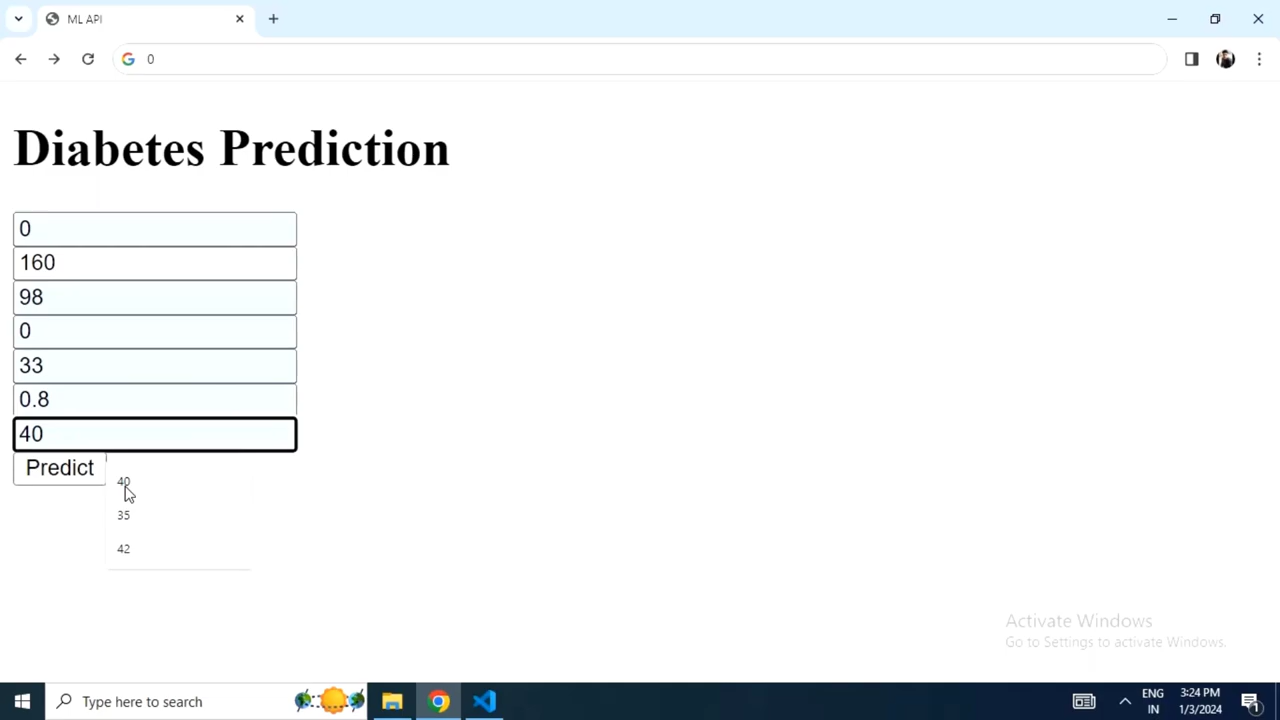 ML API
0
Diabetes Prediction
0
160
98
0
33
0.8
40
Predict
40
35
42
Activate Windows
Go to Settings to activate Windows.
Type here to search
ENG
IN
3:24 PM
1/3/2024
1